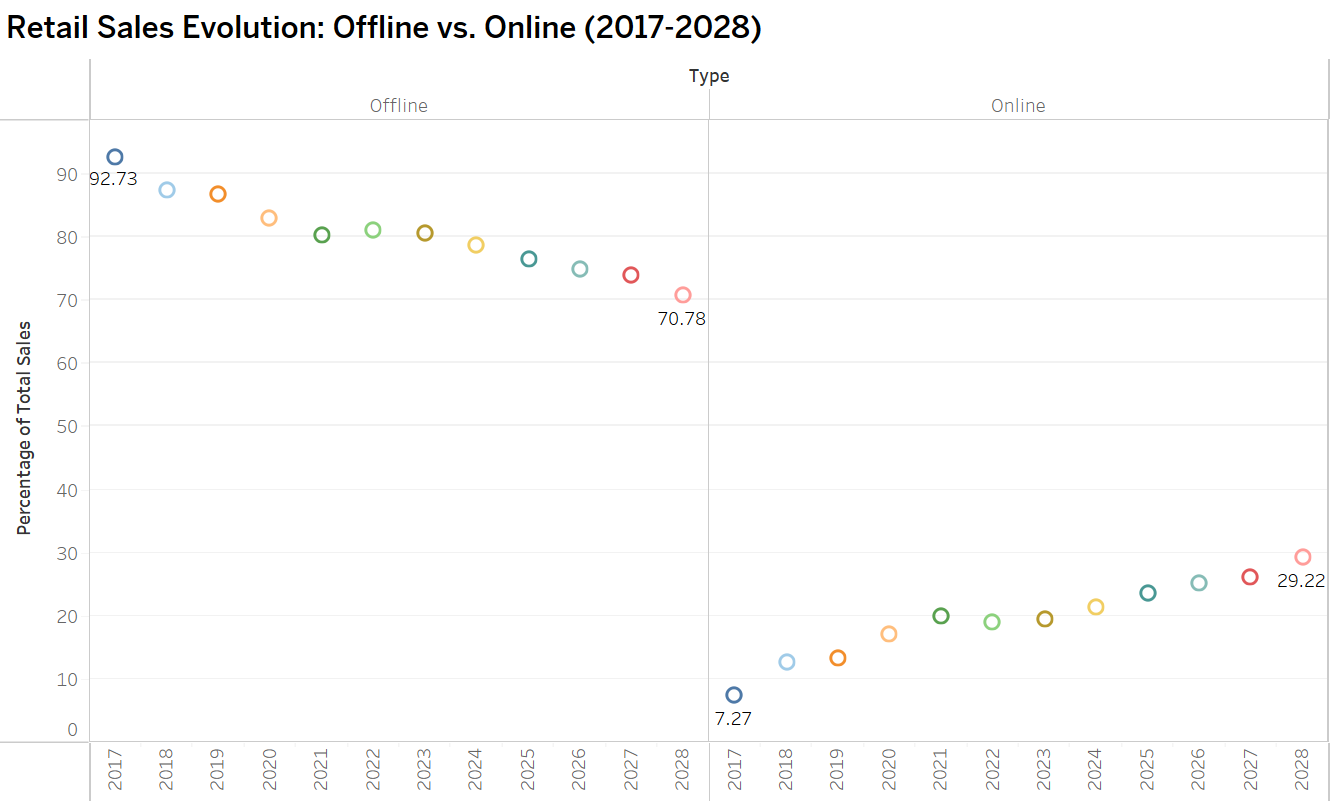 Retail Sales Evolution: Offline vs. Online (2017-2028)
Type
Offline
Online
Percentage of Total Sales
90
80
70
60
50
40
30
20
10
0
92.73
70.78
7.27
29.22
2017 2018 2019 2020 2021 2022 2023 2024 2025 2026 2027 2028 2017 2018 2019 2020 2021 2022 2023 2024 2025 2026 2027 2028